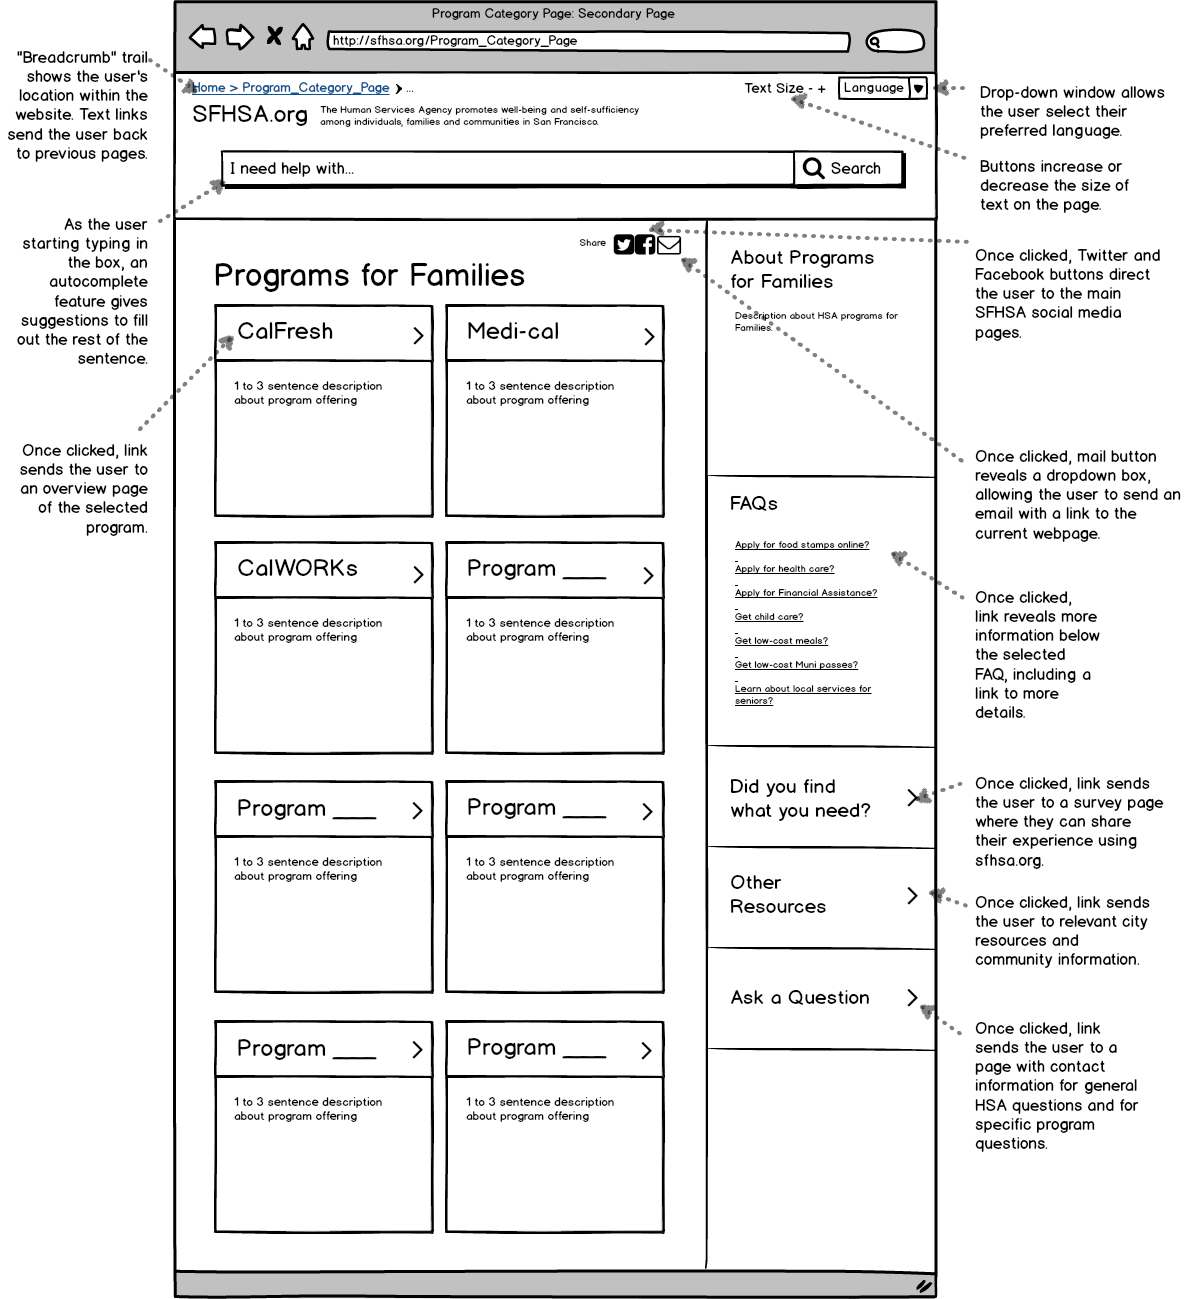 Program Category Page: Secondary Page
http://sfhsa.org/Program_Category_Page
Home > Program_Category_Page > ...
Text Size - +
Language
SFHSA.org
The Human Services Agency promotes well-being and self-sufficiency
among individuals, families and communities in San Francisco.
I need help with...
Search
"Breadcrumb" trail
shows the user's
location within the
website. Text links
send the user back
to previous pages.
As the user
starting typing in
the box, an
autocomplete
feature gives
suggestions to fill
out the rest of the
sentence.
Once clicked, link
sends the user to
an overview page
of the selected
program.
Share
Programs for Families
CalFresh
1 to 3 sentence description
about program offering
Medi-cal
1 to 3 sentence description
about program offering
CalWORKs
1 to 3 sentence description
about program offering
Program ____
1 to 3 sentence description
about program offering
Program ____
1 to 3 sentence description
about program offering
Program ____
1 to 3 sentence description
about program offering
Program ____
1 to 3 sentence description
about program offering
Program ____
1 to 3 sentence description
about program offering
About Programs
for Families
Description about HSA programs for
Families.
FAQs
Apply for food stamps online?
Apply for health care?
Apply for Financial Assistance?
Get child care?
Get low-cost meals?
Get low-cost Muni passes?
Learn about local services for
seniors?
Did you find
what you need?
Other
Resources
Ask a Question
Drop-down window allows
the user select their
preferred language.
Buttons increase or
decrease the size of
text on the page.
Once clicked, Twitter and
Facebook buttons direct
the user to the main
SFHSA social media
pages.
Once clicked, mail button
reveals a dropdown box,
allowing the user to send an
email with a link to the
current webpage.
Once clicked,
link reveals more
information below
the selected
FAQ, including a
link to more
details.
Once clicked, link sends
the user to a survey page
where they can share
their experience using
sfhsa.org.
Once clicked, link sends
the user to relevant city
resources and
community information.
Once clicked, link
sends the user to a
page with contact
information for general
HSA questions and for
specific program
questions.